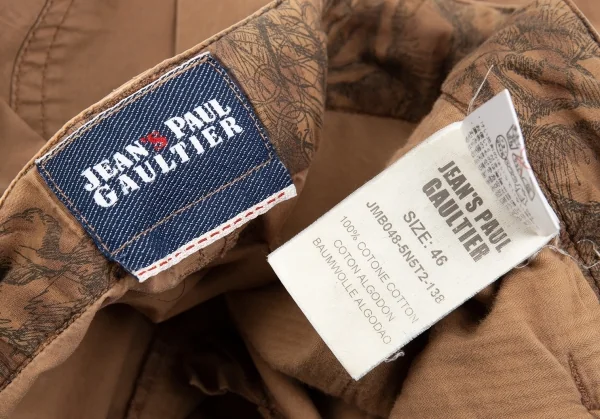 JEAN'S PAUL
GAULTIER
JEAN'S PAUL
GAULTIER
SIZE: 46
JMB048-5N5T2-138
100% COTONE COTTON
COTON ALGODON
BAUMWOLLE ALGODAO